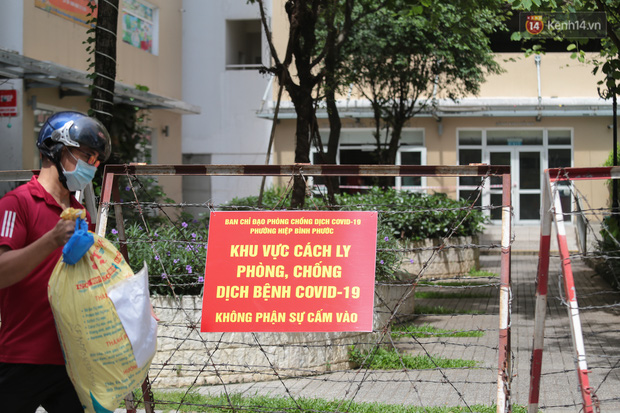 14 Kenh14.vn
BAN CHỈ ĐẠO PHÒNG CHỐNG DỊCH COVID-19
PHƯỜNG HIỆP BÌNH PHƯỚC
KHU VỰC CÁCH LY
PHÒNG, CHỐNG
DỊCH BỆNH COVID-19
KHÔNG PHẬN SỰ CẤM VÀO